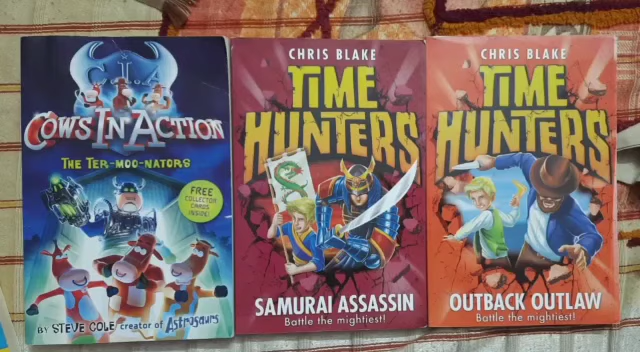 C.I.A.
COWS IN ACTION
THE TER-MOO-NATORS
FREE
COLLECTOR
CARDS
INSIDE!
BY STEVE COLE creator of Astrosaurs
CHRIS BLAKE
TIME
HUNTERS
SAMURAI ASSASSIN
Battle the mightiest!
CHRIS BLAKE
TIME
HUNTERS
OUTBACK OUTLAW
Battle the mightiest!